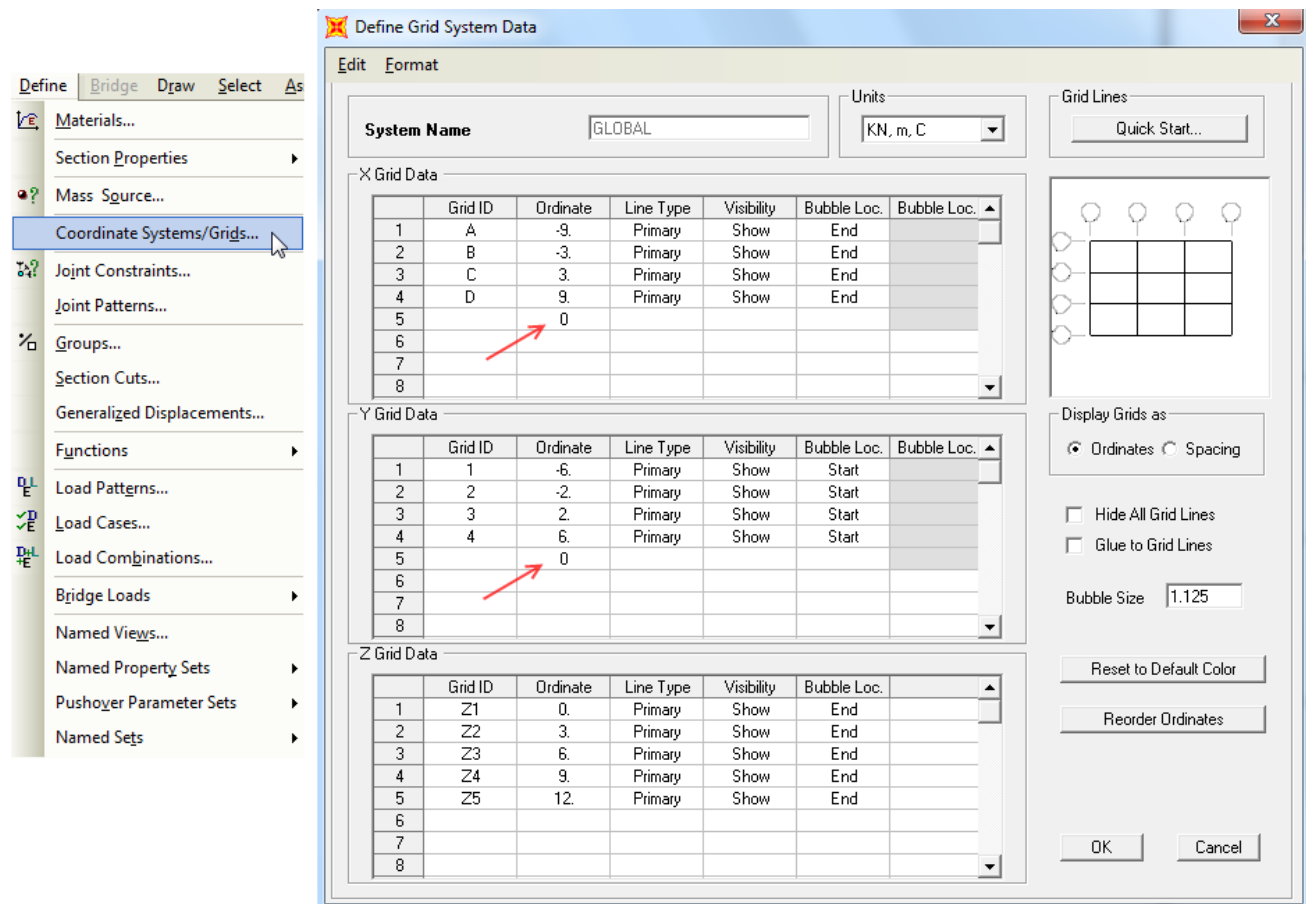 Define Bridge Draw Select As
Materials...
Section Properties
Mass Source...
Coordinate Systems/Grids...
Joint Constraints...
Joint Patterns...
Groups...
Section Cuts...
Generalized Displacements...
Functions
Load Patterns...
Load Cases...
Load Combinations...
Bridge Loads
Named Views...
Named Property Sets
Pushover Parameter Sets
Named Sets
Define Grid System Data
Edit Format
System Name GLOBAL
Units
KN, m, C
Grid Lines
Quick Start...
X Grid Data
Grid ID Ordinate Line Type Visibility Bubble Loc. Bubble Loc.
1 A -9. Primary Show End
2 B -3. Primary Show End
3 C 3. Primary Show End
4 D 9. Primary Show End
5 0
6
7
8
Y Grid Data
Grid ID Ordinate Line Type Visibility Bubble Loc. Bubble Loc.
1 1 -6. Primary Show Start
2 2 -2. Primary Show Start
3 3 2. Primary Show Start
4 4 6. Primary Show Start
5 0
6
7
8
Z Grid Data
Grid ID Ordinate Line Type Visibility Bubble Loc.
1 Z1 0. Primary Show End
2 Z2 3. Primary Show End
3 Z3 6. Primary Show End
4 Z4 9. Primary Show End
5 Z5 12. Primary Show End
6
7
8
Display Grids as
Ordinates Spacing
Hide All Grid Lines
Glue to Grid Lines
Bubble Size 1.125
Reset to Default Color
Reorder Ordinates
OK Cancel